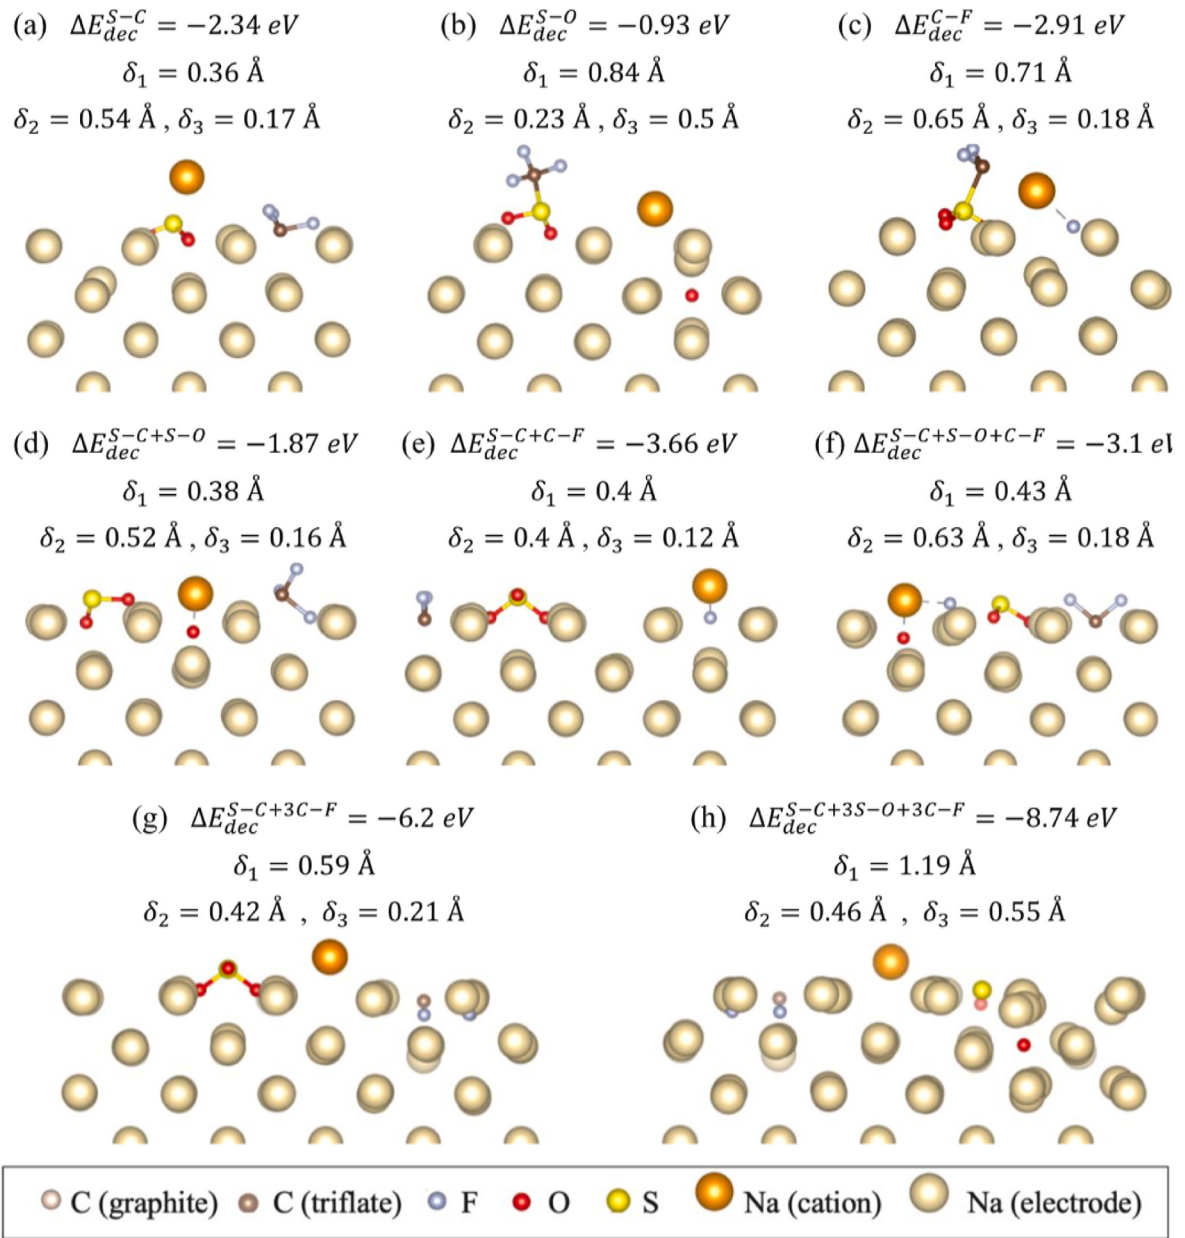 (a) ΔE_dec^{S−C} = −2.34 eV
δ₁ = 0.36 Å
δ₂ = 0.54 Å , δ₃ = 0.17 Å
(b) ΔE_dec^{S−O} = −0.93 eV
δ₁ = 0.84 Å
δ₂ = 0.23 Å , δ₃ = 0.5 Å
(c) ΔE_dec^{C−F} = −2.91 eV
δ₁ = 0.71 Å
δ₂ = 0.65 Å , δ₃ = 0.18 Å
(d) ΔE_dec^{S−C+S−O} = −1.87 eV
δ₁ = 0.38 Å
δ₂ = 0.52 Å , δ₃ = 0.16 Å
(e) ΔE_dec^{S−C+C−F} = −3.66 eV
δ₁ = 0.4 Å
δ₂ = 0.4 Å , δ₃ = 0.12 Å
(f) ΔE_dec^{S−C+S−O+C−F} = −3.1 e
δ₁ = 0.43 Å
δ₂ = 0.63 Å , δ₃ = 0.18 Å
(g) ΔE_dec^{S−C+3C−F} = −6.2 eV
δ₁ = 0.59 Å
δ₂ = 0.42 Å , δ₃ = 0.21 Å
(h) ΔE_dec^{S−C+3S−O+3C−F} = −8.74 eV
δ₁ = 1.19 Å
δ₂ = 0.46 Å , δ₃ = 0.55 Å
C (graphite) C (triflate) F O S Na (cation) Na (electrode)